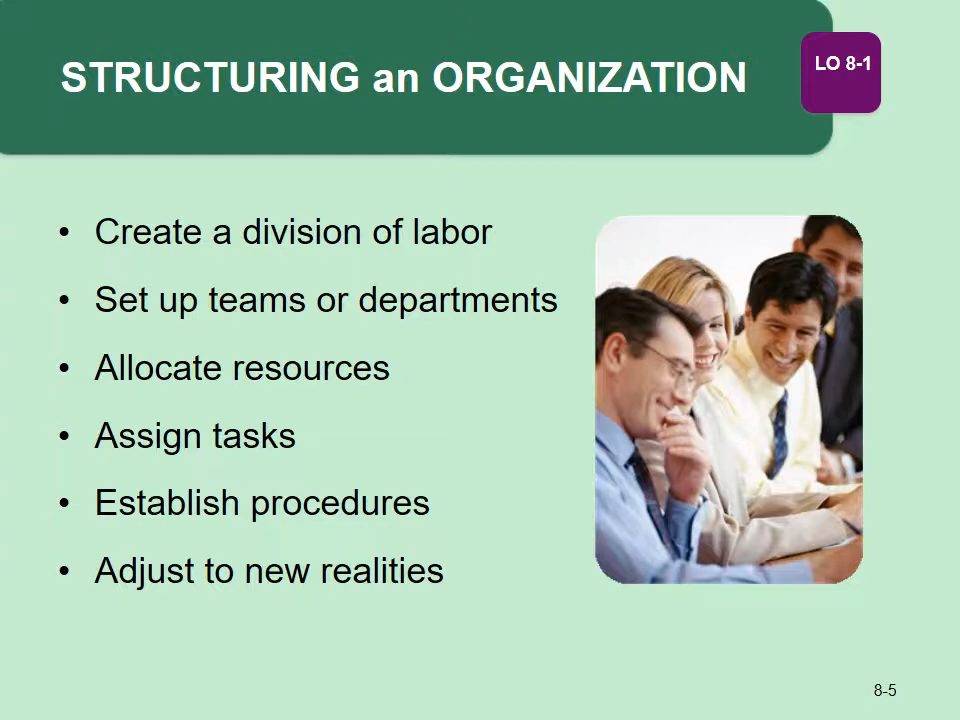 STRUCTURING an ORGANIZATION
LO 8-1
• Create a division of labor
• Set up teams or departments
• Allocate resources
• Assign tasks
• Establish procedures
• Adjust to new realities
8-5